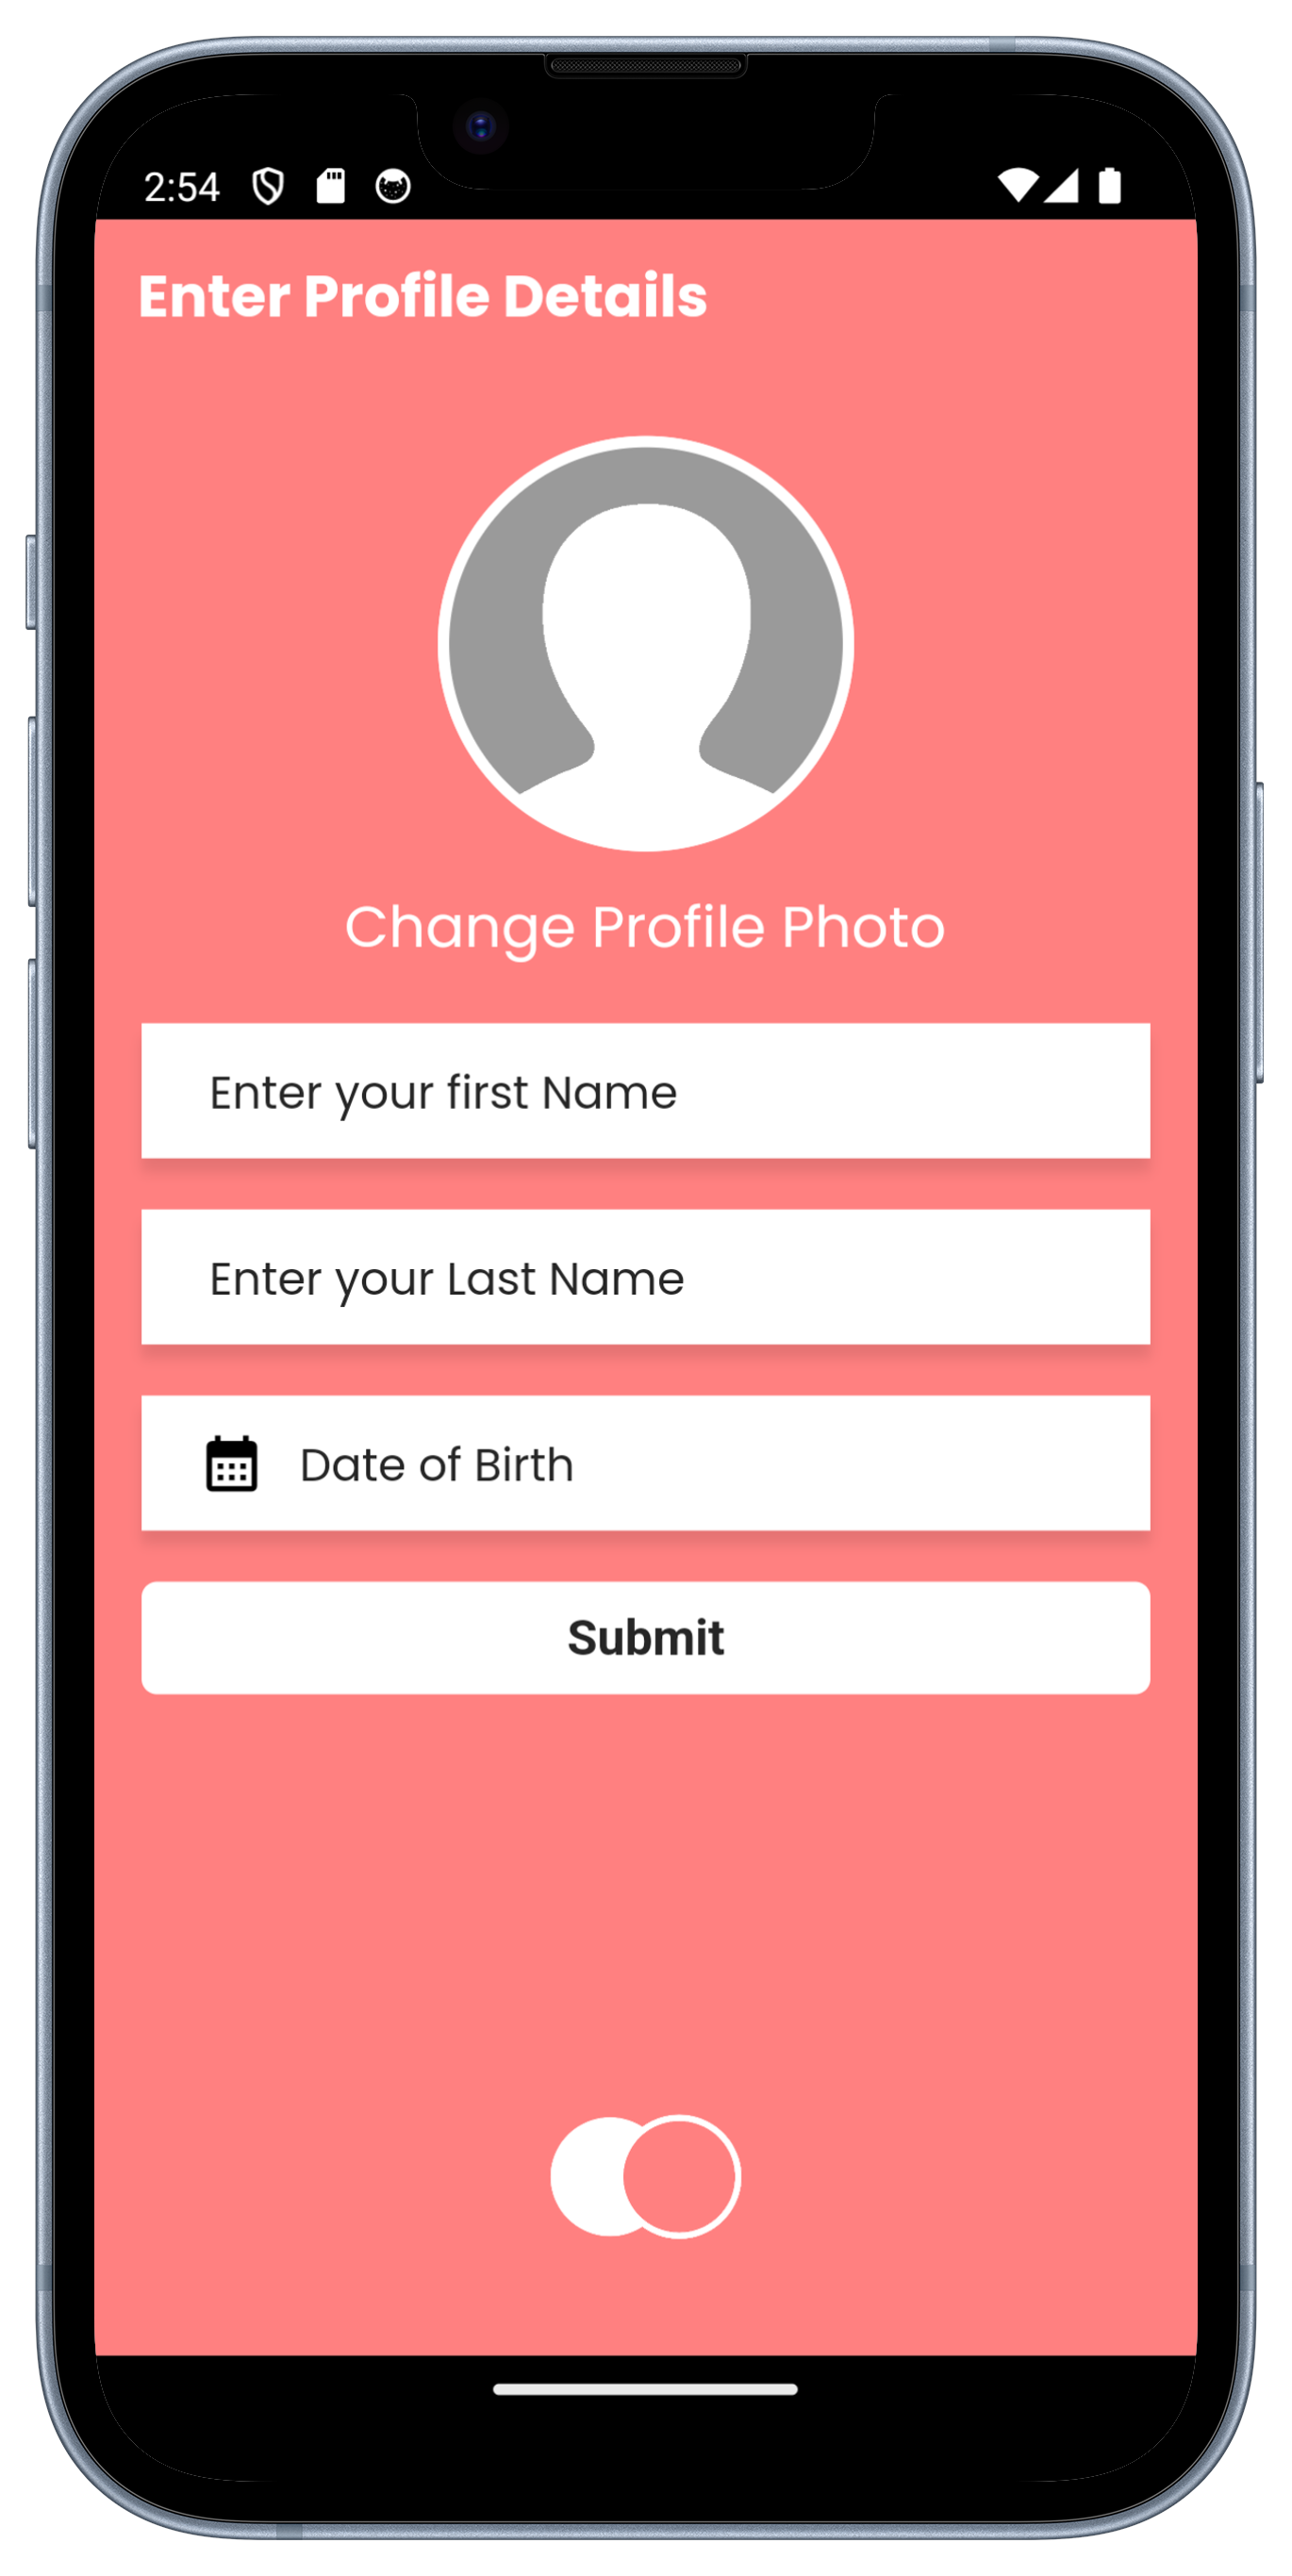 2:54
Enter Profile Details
Change Profile Photo
Enter your first Name
Enter your Last Name
Date of Birth
Submit